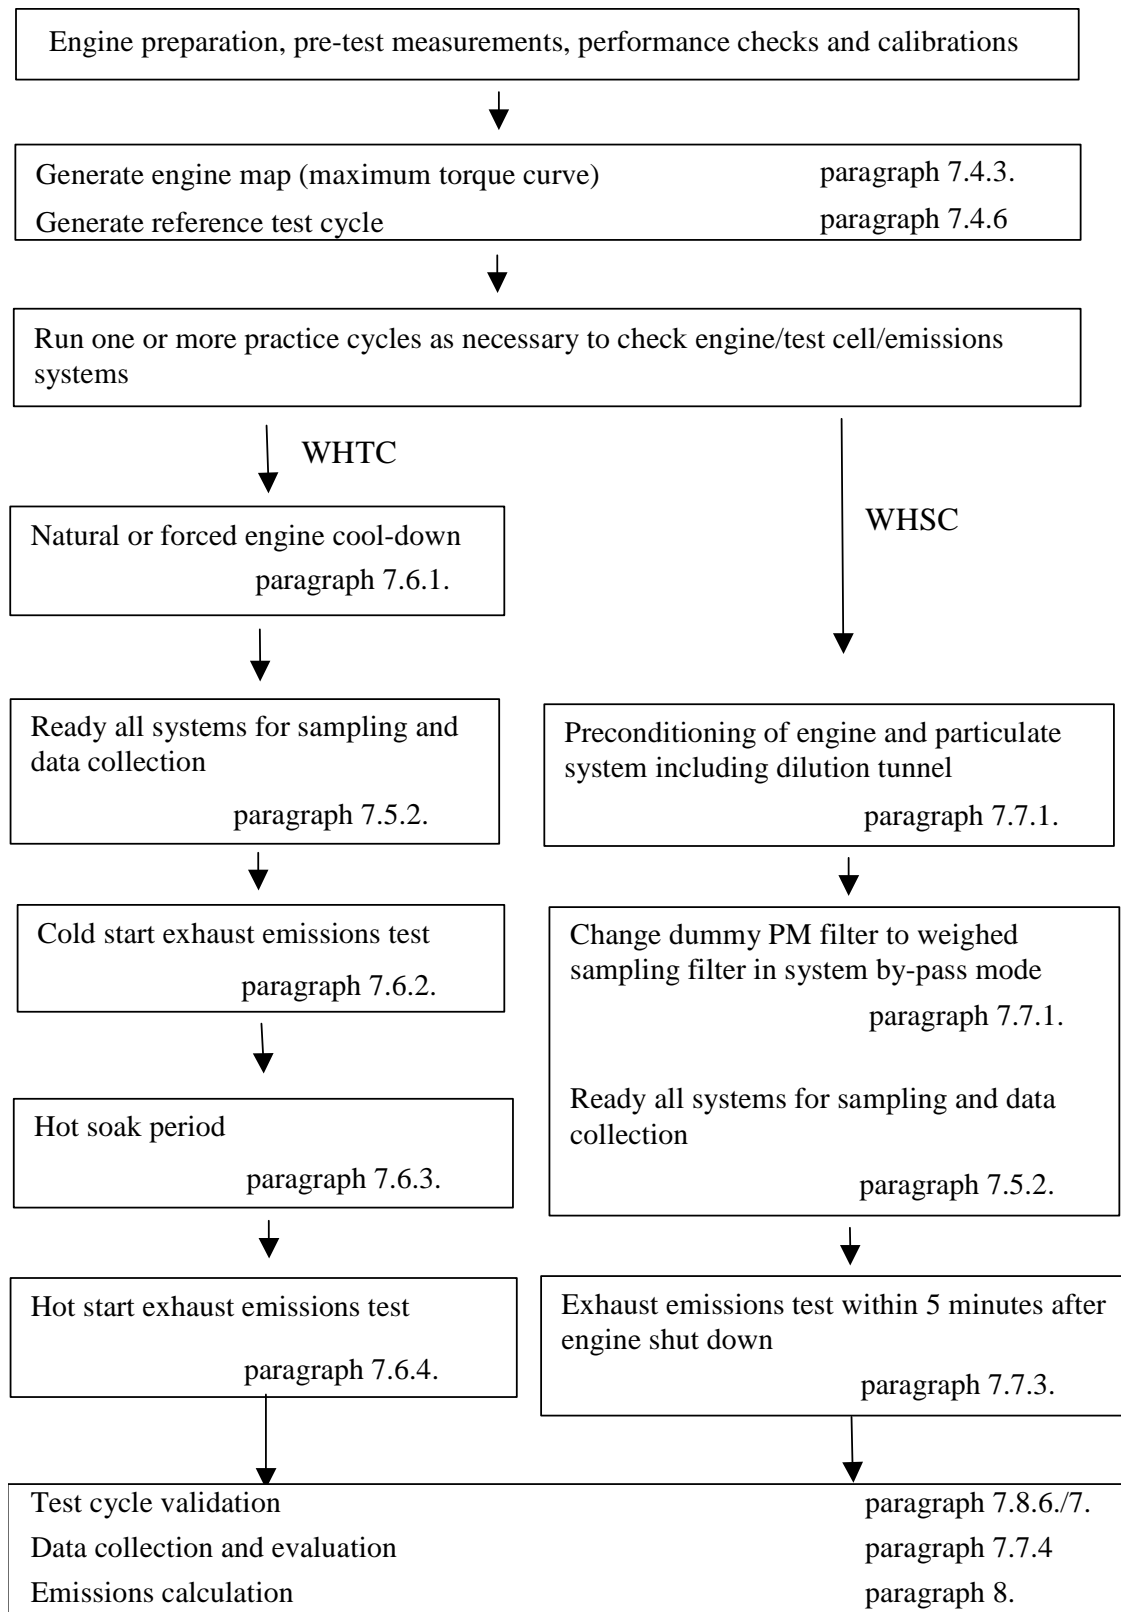 Engine preparation, pre-test measurements, performance checks and calibrations
Generate engine map (maximum torque curve) paragraph 7.4.3.
Generate reference test cycle paragraph 7.4.6
Run one or more practice cycles as necessary to check engine/test cell/emissions
systems
WHTC
Natural or forced engine cool-down
paragraph 7.6.1.
Ready all systems for sampling and
data collection
paragraph 7.5.2.
Cold start exhaust emissions test
paragraph 7.6.2.
Hot soak period
paragraph 7.6.3.
Hot start exhaust emissions test
paragraph 7.6.4.
WHSC
Preconditioning of engine and particulate
system including dilution tunnel
paragraph 7.7.1.
Change dummy PM filter to weighed
sampling filter in system by-pass mode
paragraph 7.7.1.
Ready all systems for sampling and data
collection
paragraph 7.5.2.
Exhaust emissions test within 5 minutes after
engine shut down
paragraph 7.7.3.
Test cycle validation paragraph 7.8.6./7.
Data collection and evaluation paragraph 7.7.4
Emissions calculation paragraph 8.